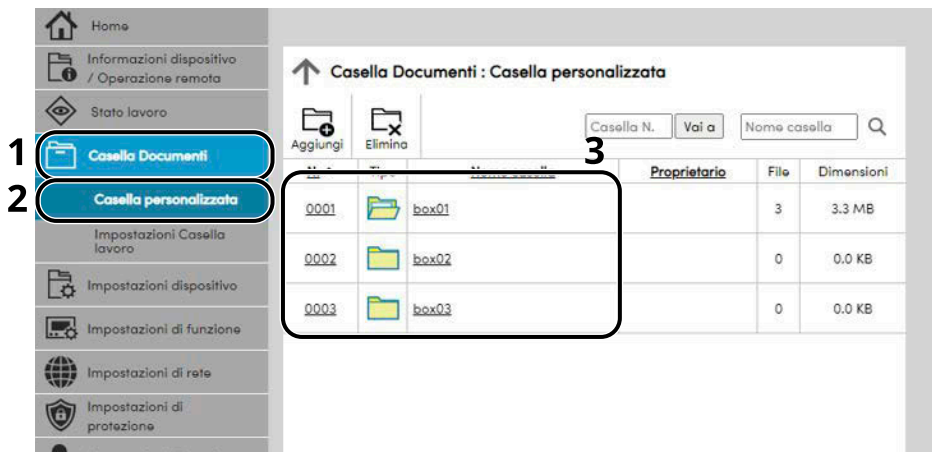 Home
Informazioni dispositivo
/ Operazione remota
Stato lavoro
1
Casella Documenti
2
Casella personalizzata
Impostazioni Casella
lavoro
Impostazioni dispositivo
Impostazioni di funzione
Impostazioni di rete
Impostazioni di
protezione
Casella Documenti : Casella personalizzata
Aggiungi Elimina
Casella N. Vai a Nome casella
3
Proprietario File Dimensioni
0001 box01 3 3.3 MB
0002 box02 0 0.0 KB
0003 box03 0 0.0 KB